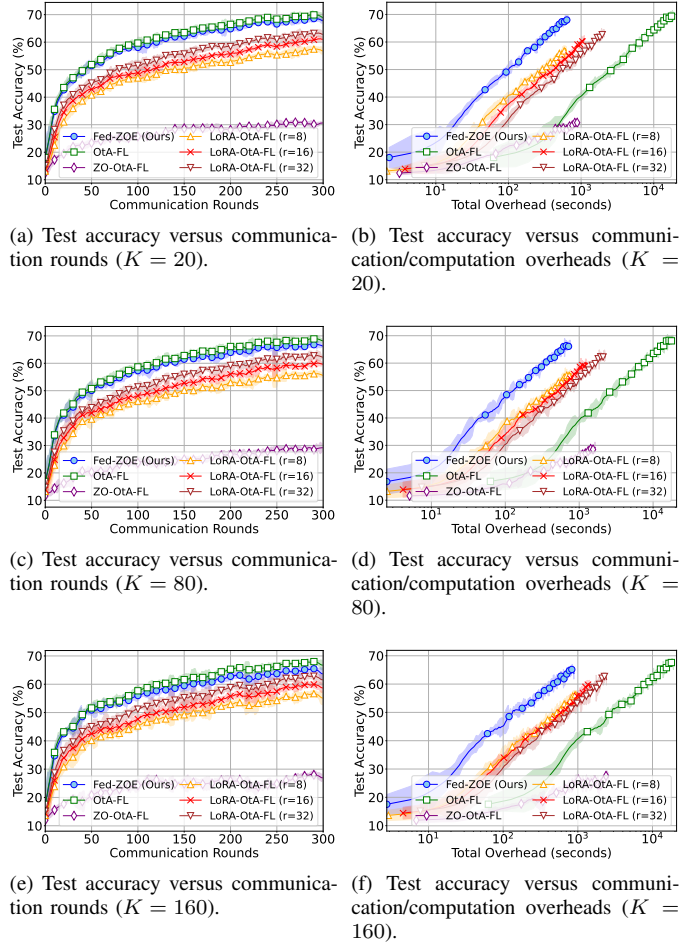 70
60
50
40
30
20
10
Test Accuracy (%)
Fed-ZOE (Ours)
OtA-FL
ZO-OtA-FL
LoRA-OtA-FL (r=8)
LoRA-OtA-FL (r=16)
LoRA-OtA-FL (r=32)
0 50 100 150 200 250 300
Communication Rounds
70
60
50
40
30
20
10
Test Accuracy (%)
Fed-ZOE (Ours)
OtA-FL
ZO-OtA-FL
LoRA-OtA-FL (r=8)
LoRA-OtA-FL (r=16)
LoRA-OtA-FL (r=32)
10¹ 10² 10³ 10⁴
Total Overhead (seconds)
(a) Test accuracy versus communica-
tion rounds (K = 20).
(b) Test accuracy versus communi-
cation/computation overheads (K =
20).
70
60
50
40
30
20
10
Test Accuracy (%)
Fed-ZOE (Ours)
OtA-FL
ZO-OtA-FL
LoRA-OtA-FL (r=8)
LoRA-OtA-FL (r=16)
LoRA-OtA-FL (r=32)
0 50 100 150 200 250 300
Communication Rounds
70
60
50
40
30
20
10
Test Accuracy (%)
Fed-ZOE (Ours)
OtA-FL
ZO-OtA-FL
LoRA-OtA-FL (r=8)
LoRA-OtA-FL (r=16)
LoRA-OtA-FL (r=32)
10¹ 10² 10³ 10⁴
Total Overhead (seconds)
(c) Test accuracy versus communica-
tion rounds (K = 80).
(d) Test accuracy versus communi-
cation/computation overheads (K =
80).
70
60
50
40
30
20
10
Test Accuracy (%)
Fed-ZOE (Ours)
OtA-FL
ZO-OtA-FL
LoRA-OtA-FL (r=8)
LoRA-OtA-FL (r=16)
LoRA-OtA-FL (r=32)
0 50 100 150 200 250 300
Communication Rounds
70
60
50
40
30
20
10
Test Accuracy (%)
Fed-ZOE (Ours)
OtA-FL
ZO-OtA-FL
LoRA-OtA-FL (r=8)
LoRA-OtA-FL (r=16)
LoRA-OtA-FL (r=32)
10¹ 10² 10³ 10⁴
Total Overhead (seconds)
(e) Test accuracy versus communica-
tion rounds (K = 160).
(f) Test accuracy versus communi-
cation/computation overheads (K =
160).